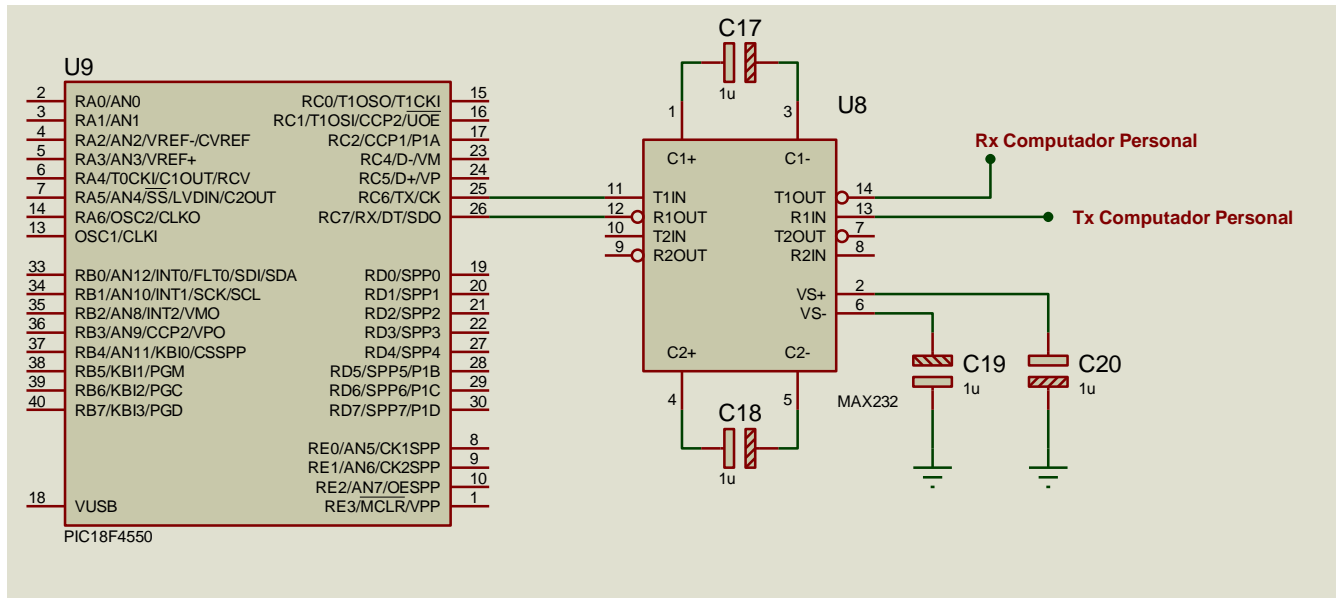 U9
2 RA0/AN0
3 RA1/AN1
4 RA2/AN2/VREF-/CVREF
5 RA3/AN3/VREF+
6 RA4/T0CKI/C1OUT/RCV
7 RA5/AN4/SS/LVDIN/C2OUT
14 RA6/OSC2/CLKO
13 OSC1/CLKI
33 RB0/AN12/INT0/FLT0/SDI/SDA
34 RB1/AN10/INT1/SCK/SCL
35 RB2/AN8/INT2/VMO
36 RB3/AN9/CCP2/VPO
37 RB4/AN11/KBI0/CSSPP
38 RB5/KBI1/PGM
39 RB6/KBI2/PGC
40 RB7/KBI3/PGD
18 VUSB
RC0/T1OSO/T1CKI 15
RC1/T1OSI/CCP2/UOE 16
RC2/CCP1/P1A 17
RC4/D-/VM 23
RC5/D+/VP 24
RC6/TX/CK 25
RC7/RX/DT/SDO 26
RD0/SPP0 19
RD1/SPP1 20
RD2/SPP2 21
RD3/SPP3 22
RD4/SPP4 27
RD5/SPP5/P1B 28
RD6/SPP6/P1C 29
RD7/SPP7/P1D 30
RE0/AN5/CK1SPP 8
RE1/AN6/CK2SPP 9
RE2/AN7/OESPP 10
RE3/MCLR/VPP 1
PIC18F4550
C17
1u
U8
1 3
C1+ C1-
11 T1IN
12 R1OUT
10 T2IN
9 R2OUT
T1OUT 14
R1IN 13
T2OUT 7
R2IN 8
VS+ 2
VS- 6
C2+ C2-
4 5
MAX232
C18
1u
Rx Computador Personal
Tx Computador Personal
C19
1u
C20
1u